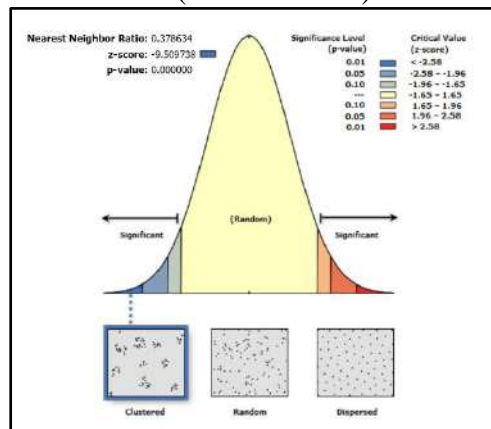 Nearest Neighbor Ratio: 0.378634
z-score: -9.509738
p-value: 0.000000
Significance Level
(p-value)
Critical Value
(z-score)
0.01 < -2.58
0.05 -2.58 - -1.96
0.10 -1.96 - -1.65
--- -1.65 - 1.65
0.10 1.65 - 1.96
0.05 1.96 - 2.58
0.01 > 2.58
(Random)
Significant
Significant
Clustered
Random
Dispersed